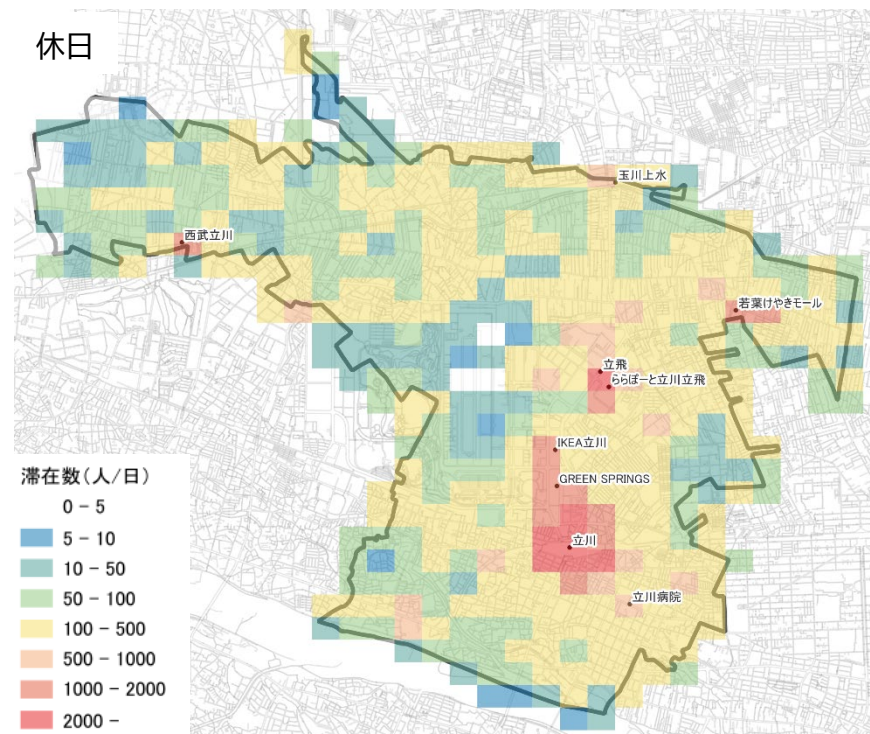 休日
玉川上水
西武立川
若葉けやきモール
立飛
ららぽーと立川立飛
IKEA立川
GREEN SPRINGS
立川
立川病院
滞在数(人/日)
0 - 5
5 - 10
10 - 50
50 - 100
100 - 500
500 - 1000
1000 - 2000
2000 -